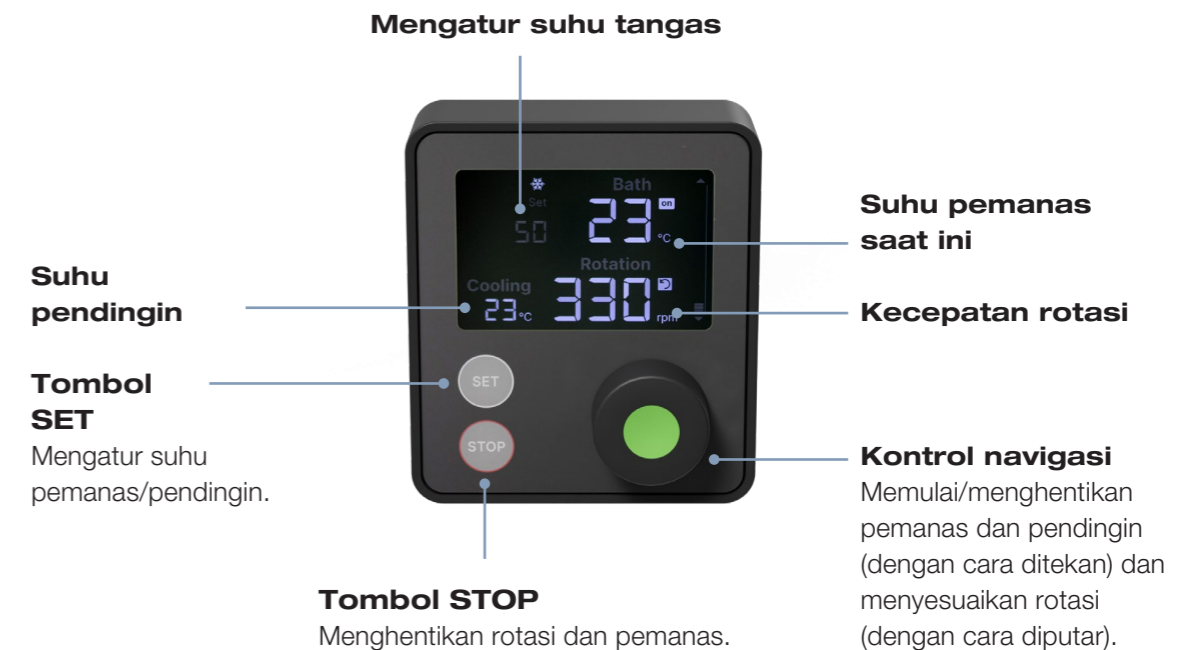 Mengatur suhu tangas
Bath
Set
on
50
23
°C
Suhu pemanas
saat ini
Rotation
Cooling
23 °C
330
rpm
Suhu
pendingin
Kecepatan rotasi
SET
Tombol
SET
Mengatur suhu
pemanas/pendingin.
STOP
Kontrol navigasi
Memulai/menghentikan
pemanas dan pendingin
(dengan cara ditekan) dan
menyesuaikan rotasi
(dengan cara diputar).
Tombol STOP
Menghentikan rotasi dan pemanas.